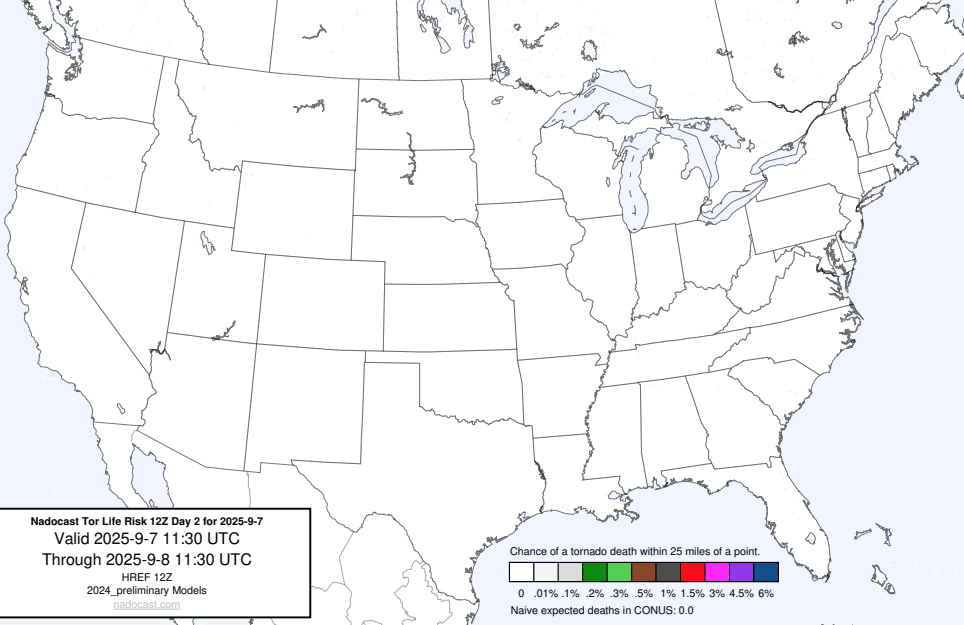 Nadocast Tor Life Risk 12Z Day 2 for 2025-9-7
Valid 2025-9-7 11:30 UTC
Through 2025-9-8 11:30 UTC
HREF 12Z
2024_preliminary Models
nadocast.com
Chance of a tornado death within 25 miles of a point.
0 .01% .1% .2% .3% .5% 1% 1.5% 3% 4.5% 6%
Naive expected deaths in CONUS: 0.0